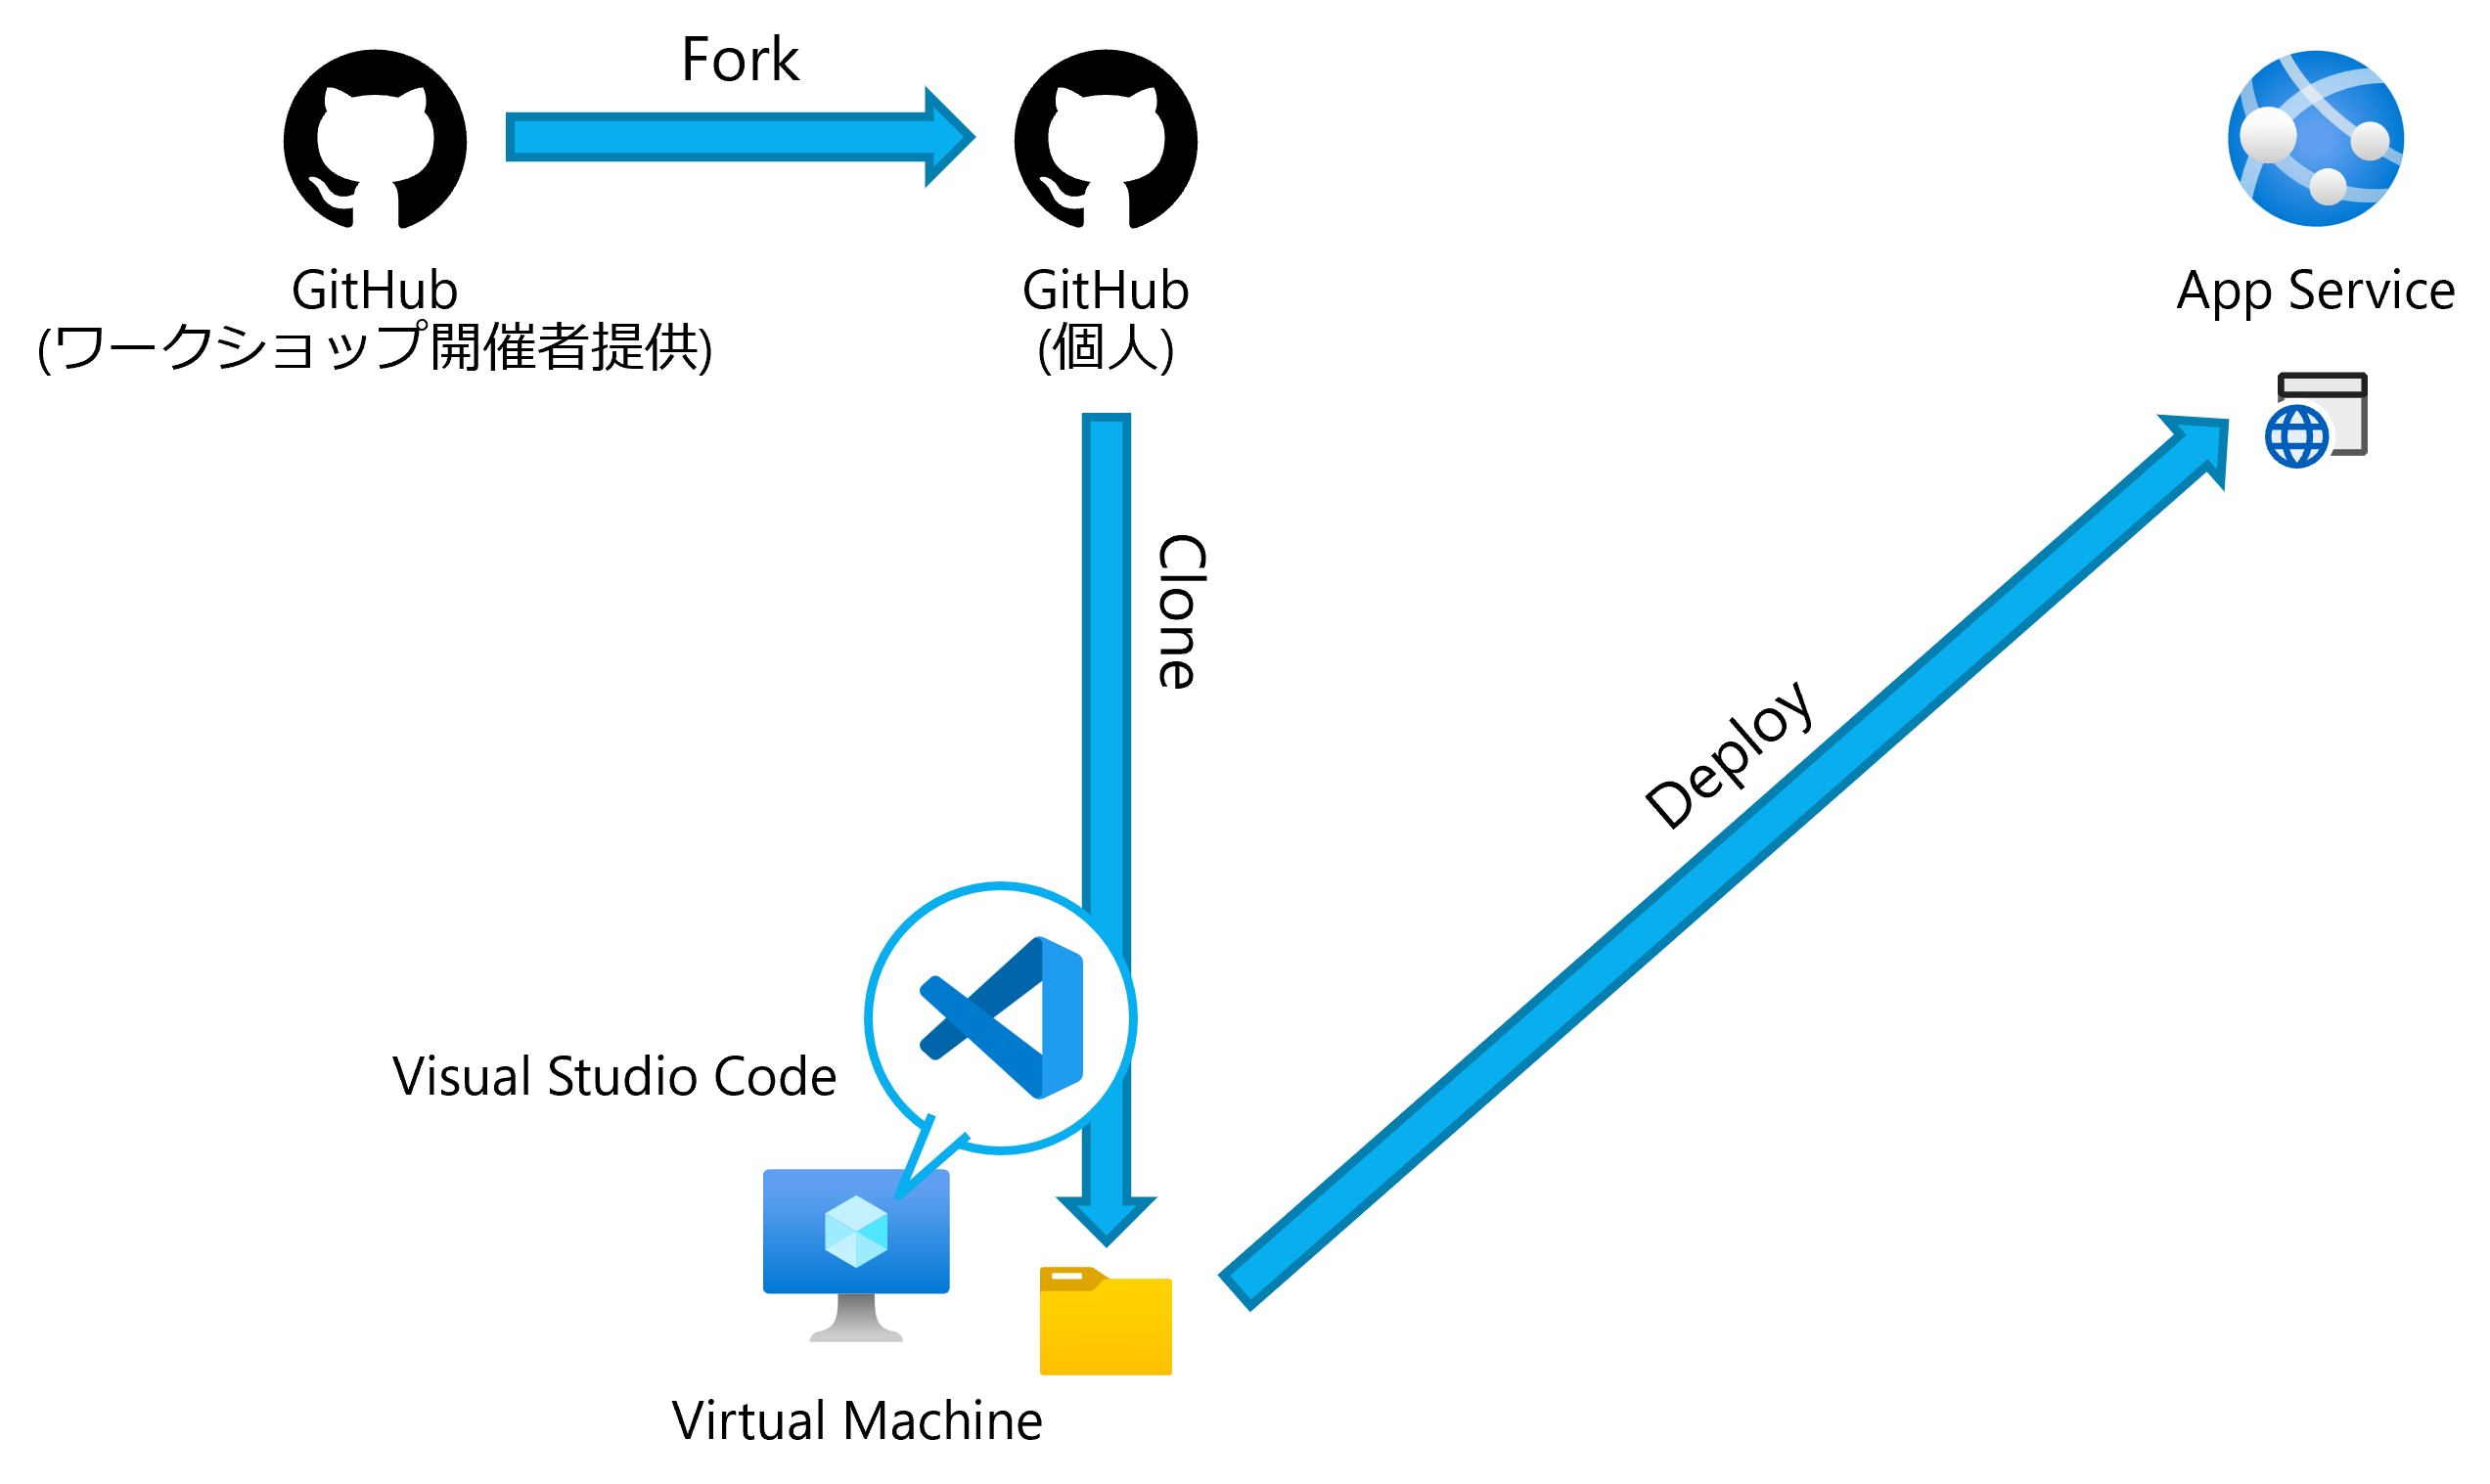 Fork
GitHub
(ワークショップ開催者提供)
GitHub
(個人)
App Service
Clone
Deploy
Visual Studio Code
Virtual Machine